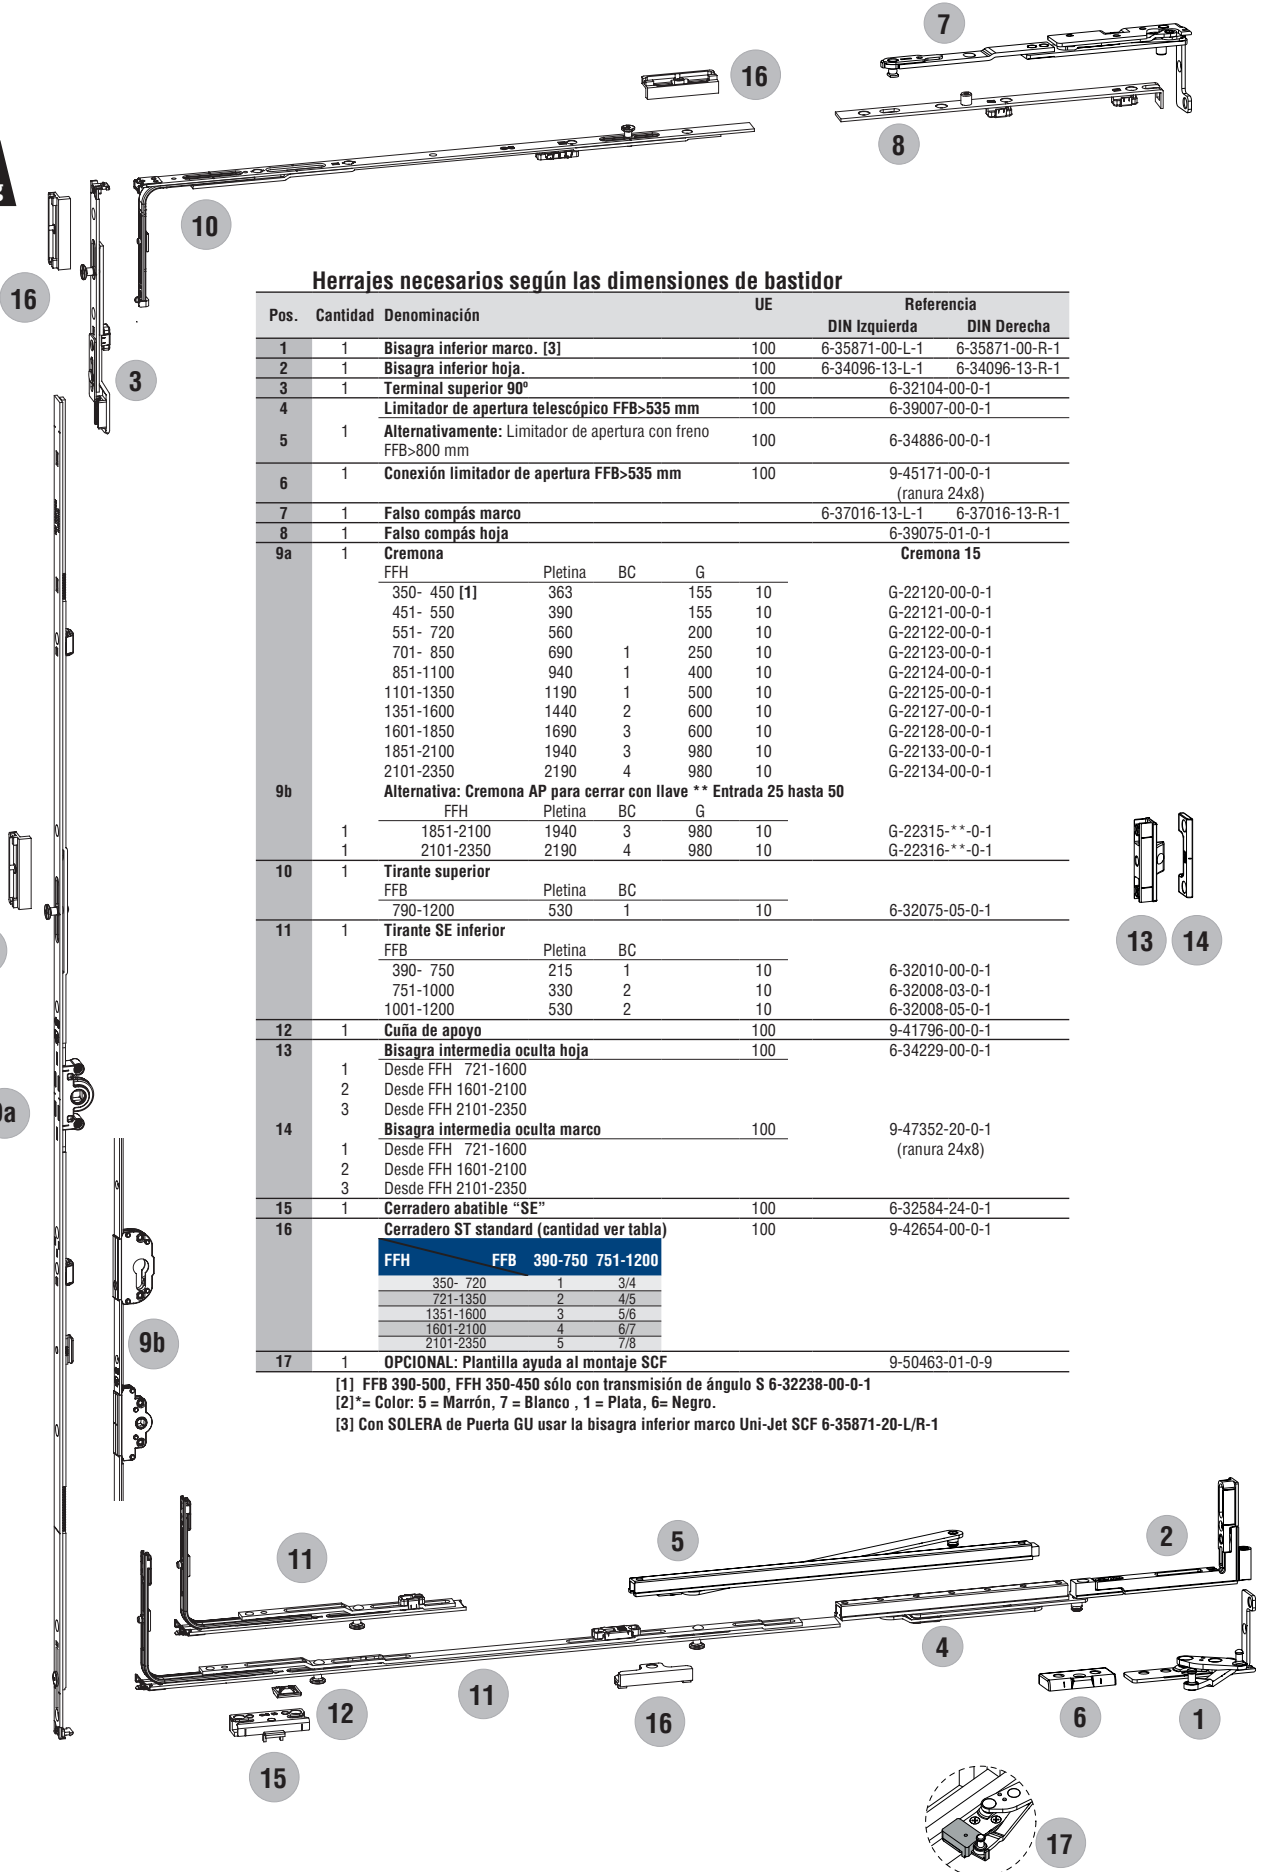 7
16
8
10
16
3
Herrajes necesarios según las dimensiones de bastidor
Pos. Cantidad Denominación UE Referencia
DIN Izquierda DIN Derecha
1 1 Bisagra inferior marco. [3] 100 6-35871-00-L-1 6-35871-00-R-1
2 1 Bisagra inferior hoja. 100 6-34096-13-L-1 6-34096-13-R-1
3 1 Terminal superior 90º 100 6-32104-00-0-1
4 Limitador de apertura telescópico FFB>535 mm 100 6-39007-00-0-1
5 1 Alternativamente: Limitador de apertura con freno 100 6-34886-00-0-1
FFB>800 mm
6 1 Conexión limitador de apertura FFB>535 mm 100 9-45171-00-0-1
(ranura 24x8)
7 1 Falso compás marco 6-37016-13-L-1 6-37016-13-R-1
8 1 Falso compás hoja 6-39075-01-0-1
9a 1 Cremona Cremona 15
FFH Pletina BC G
350- 450 [1] 363 155 10 G-22120-00-0-1
451- 550 390 155 10 G-22121-00-0-1
551- 720 560 200 10 G-22122-00-0-1
701- 850 690 1 250 10 G-22123-00-0-1
851-1100 940 1 400 10 G-22124-00-0-1
1101-1350 1190 1 500 10 G-22125-00-0-1
1351-1600 1440 2 600 10 G-22127-00-0-1
1601-1850 1690 3 600 10 G-22128-00-0-1
1851-2100 1940 3 980 10 G-22133-00-0-1
2101-2350 2190 4 980 10 G-22134-00-0-1
9b Alternativa: Cremona AP para cerrar con llave ** Entrada 25 hasta 50
FFH Pletina BC G
1 1851-2100 1940 3 980 10 G-22315-**-0-1
1 2101-2350 2190 4 980 10 G-22316-**-0-1
10 1 Tirante superior
FFB Pletina BC
790-1200 530 1 10 6-32075-05-0-1
11 1 Tirante SE inferior
FFB Pletina BC
390- 750 215 1 10 6-32010-00-0-1
751-1000 330 2 10 6-32008-03-0-1
1001-1200 530 2 10 6-32008-05-0-1
12 1 Cuña de apoyo 100 9-41796-00-0-1
13 Bisagra intermedia oculta hoja 100 6-34229-00-0-1
1 Desde FFH 721-1600
2 Desde FFH 1601-2100
3 Desde FFH 2101-2350
14 Bisagra intermedia oculta marco 100 9-47352-20-0-1
1 Desde FFH 721-1600 (ranura 24x8)
2 Desde FFH 1601-2100
3 Desde FFH 2101-2350
15 1 Cerradero abatible “SE” 100 6-32584-24-0-1
16 Cerradero ST standard (cantidad ver tabla) 100 9-42654-00-0-1
FFH FFB 390-750 751-1200
350- 720 1 3/4
721-1350 2 4/5
1351-1600 3 5/6
1601-2100 4 6/7
2101-2350 5 7/8
17 1 OPCIONAL: Plantilla ayuda al montaje SCF 9-50463-01-0-9
[1] FFB 390-500, FFH 350-450 sólo con transmisión de ángulo S 6-32238-00-0-1
[2]*= Color: 5 = Marrón, 7 = Blanco , 1 = Plata, 6= Negro.
[3] Con SOLERA de Puerta GU usar la bisagra inferior marco Uni-Jet SCF 6-35871-20-L/R-1
13 14
9b
5
2
11
4
11
12
16
6
1
15
17